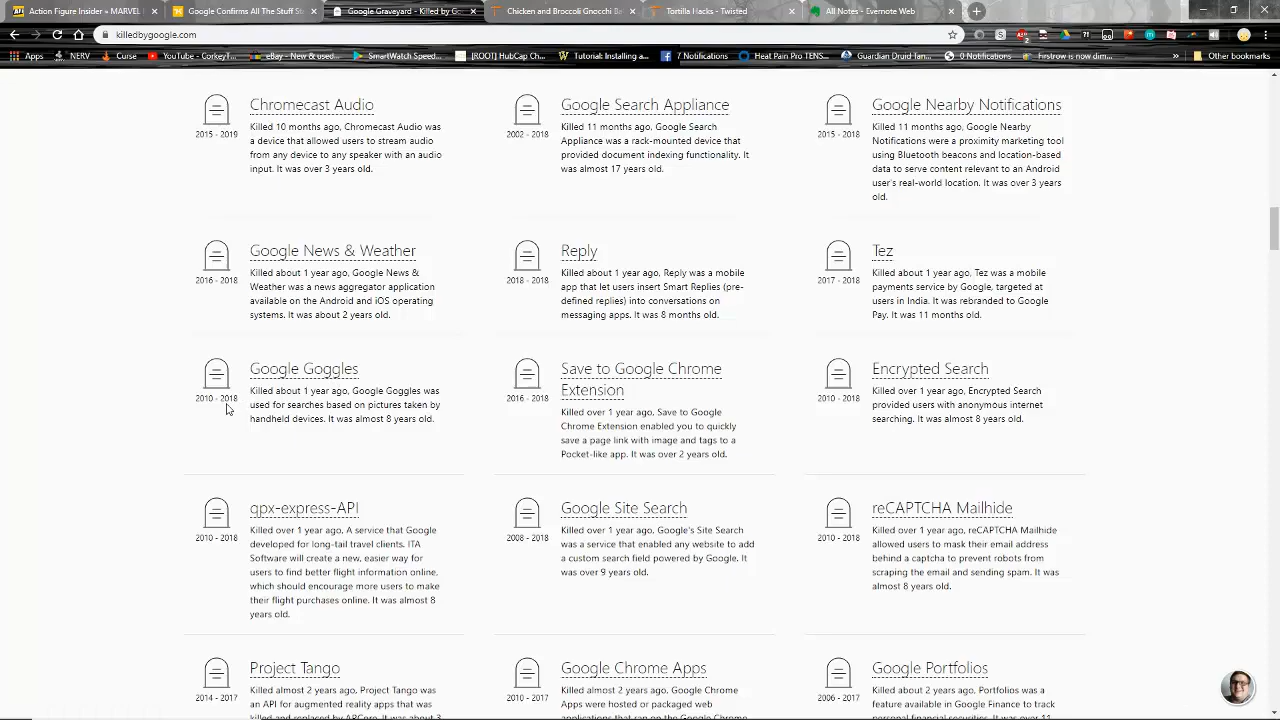 Action Figure Insider » MARVEL
Google Confirms All The Stuff Sta
Google Graveyard - Killed by Go
Chicken and Broccoli Gnocchi Ba
Tortilla Hacks - Twisted
All Notes - Evernote We
killedbygoogle.com
Apps
NERV
Curse
YouTube - CorkeyT...
eBay - New & used...
SmartWatch Speed...
[ROOT] HubCap Ch...
Tutorial: Installing a...
7 Notifications
Heat Pain Pro TENS...
Guardian Druid Tan...
0 Notifications
Firstrow is now dim...
»
Other bookmarks
Chromecast Audio
2015 - 2019
Killed 10 months ago, Chromecast Audio was
a device that allowed users to stream audio
from any device to any speaker with an audio
input. It was over 3 years old.
Google Search Appliance
2002 - 2018
Killed 11 months ago, Google Search
Appliance was a rack-mounted device that
provided document indexing functionality. It
was almost 17 years old.
Google Nearby Notifications
2015 - 2018
Killed 11 months ago, Google Nearby
Notifications were a proximity marketing tool
using Bluetooth beacons and location-based
data to serve content relevant to an Android
user's real-world location. It was over 3 years
old.
Google News & Weather
2016 - 2018
Killed about 1 year ago, Google News &
Weather was a news aggregator application
available on the Android and iOS operating
systems. It was about 2 years old.
Reply
2018 - 2018
Killed about 1 year ago, Reply was a mobile
app that let users insert Smart Replies (pre-
defined replies) into conversations on
messaging apps. It was 8 months old.
Tez
2017 - 2018
Killed about 1 year ago, Tez was a mobile
payments service by Google, targeted at
users in India. It was rebranded to Google
Pay. It was 11 months old.
Google Goggles
2010 - 2018
Killed about 1 year ago, Google Goggles was
used for searches based on pictures taken by
handheld devices. It was almost 8 years old.
Save to Google Chrome
Extension
2016 - 2018
Killed over 1 year ago, Save to Google
Chrome Extension enabled you to quickly
save a page link with image and tags to a
Pocket-like app. It was over 2 years old.
Encrypted Search
2010 - 2018
Killed over 1 year ago, Encrypted Search
provided users with anonymous internet
searching. It was almost 8 years old.
qpx-express-API
2010 - 2018
Killed over 1 year ago, A service that Google
developed for long-tail travel clients. ITA
Software will create a new, easier way for
users to find better flight information online,
which should encourage more users to make
their flight purchases online. It was almost 8
years old.
Google Site Search
2008 - 2018
Killed over 1 year ago, Google's Site Search
was a service that enabled any website to add
a custom search field powered by Google. It
was over 9 years old.
reCAPTCHA Mailhide
2010 - 2018
Killed over 1 year ago, reCAPTCHA Mailhide
allowed users to mask their email address
behind a captcha to prevent robots from
scraping the email and sending spam. It was
almost 8 years old.
Project Tango
2014 - 2017
Killed almost 2 years ago, Project Tango was
an API for augmented reality apps that was
killed and replaced by ARCore. It was about 3
Google Chrome Apps
2010 - 2017
Killed almost 2 years ago, Google Chrome
Apps were hosted or packaged web
applications that ran on the Google Chrome
Google Portfolios
2006 - 2017
Killed about 2 years ago, Portfolios was a
feature available in Google Finance to track
personal financial securities. It was over 11